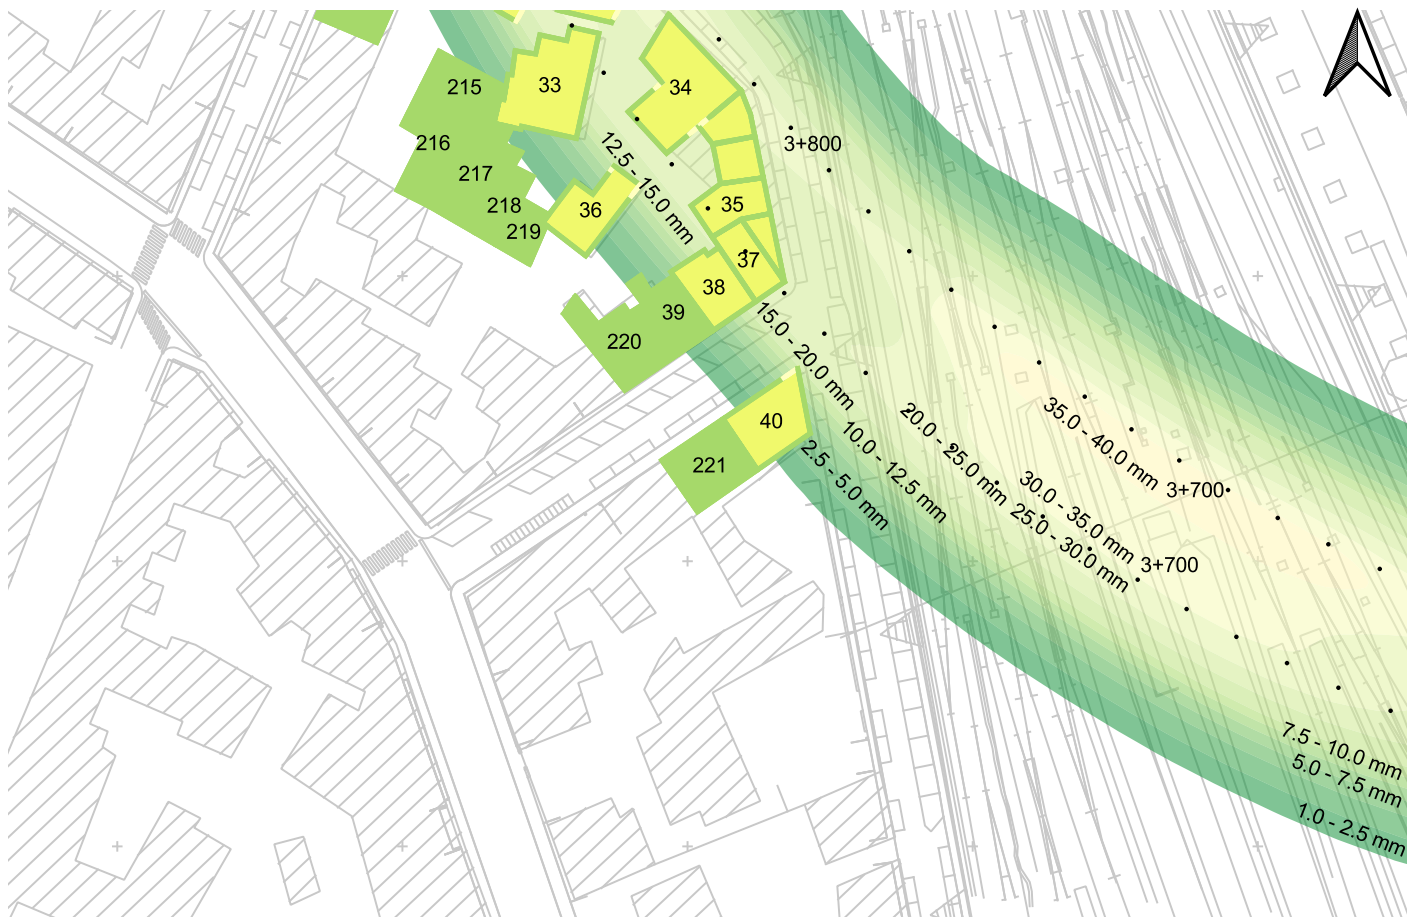 33
34
215
216
217
218
219
36
12.5 - 15.0 mm
3+800
35
37
38
39
220
15.0 - 20.0 mm
40
221
2.5 - 5.0 mm
10.0 - 12.5 mm
20.0 - 25.0 mm
35.0 - 40.0 mm
3+700
30.0 - 35.0 mm
25.0 - 30.0 mm
3+700
7.5 - 10.0 mm
5.0 - 7.5 mm
1.0 - 2.5 mm